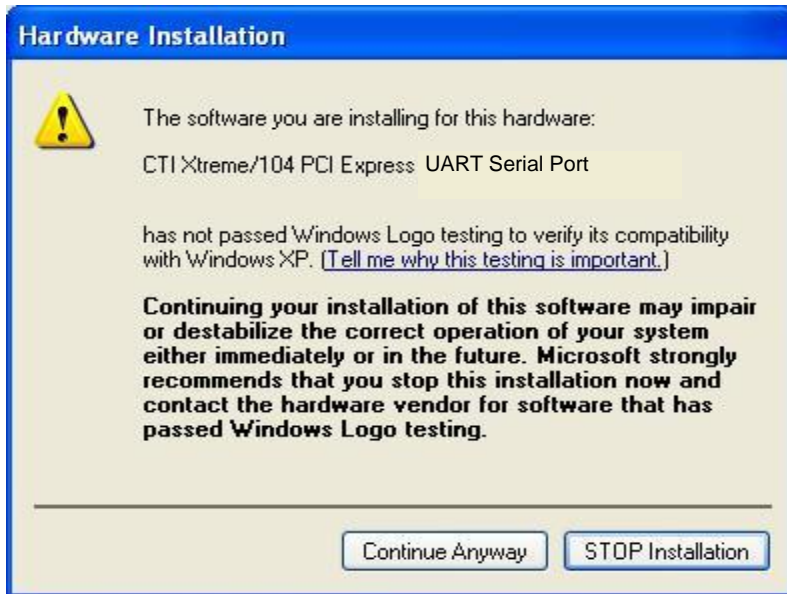 Hardware Installation
The software you are installing for this hardware:
CTI Xtreme/104 PCI Express UART Serial Port
has not passed Windows Logo testing to verify its compatibility
with Windows XP. (Tell me why this testing is important.)
Continuing your installation of this software may impair
or destabilize the correct operation of your system
either immediately or in the future. Microsoft strongly
recommends that you stop this installation now and
contact the hardware vendor for software that has
passed Windows Logo testing.
Continue Anyway STOP Installation